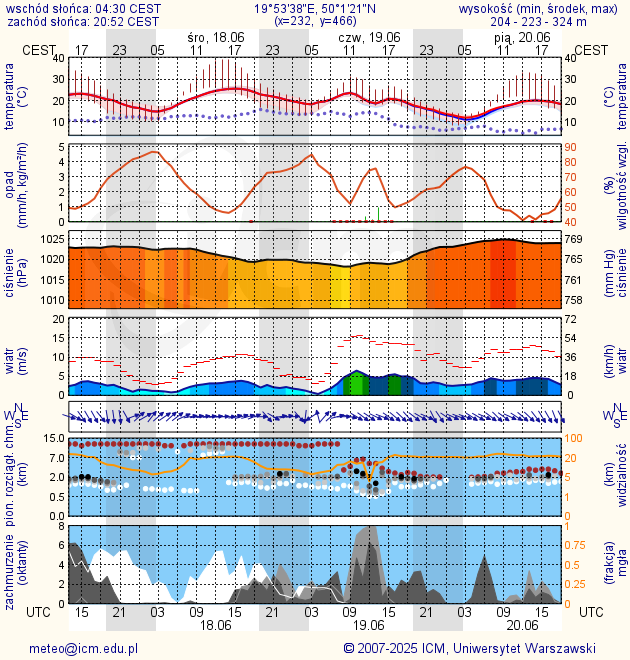 wschód słońca: 04:30 CEST 19°53'38"E, 50°1'21"N wysokość (min, środek, max)
zachód słońca: 20:52 CEST (x=232, y=466) 204 - 223 - 324 m
śro, 18.06 czw, 19.06 pią, 20.06
CEST 17 23 05 11 17 23 05 11 17 23 05 11 17 CEST
temperatura (°C)
40 30 20 10
40 30 20 10
temperatura (°C)
opad (mm/h, kg/m²/h)
5 4 3 2 1 0
90 80 70 60 50 40
(%) wilgotność wzgl.
ciśnienie (hPa)
1025 1020 1015 1010
769 765 761 758
(mm Hg) ciśnienie
wiatr (m/s)
20 15 10 5 0
72 54 36 18 0
(km/h) wiatr
N W E S
N W E S
pion. rozciągł. chm. (km)
15.0 7.0 2.0 0.5 0.0
100 20 5 1 0
(km) widzialność
zachmurzenie (oktanty)
8 6 4 2 0
1 0.75 0.5 0.25 0
(frakcja) mgła
UTC 15 21 03 09 15 21 03 09 15 21 03 09 15 UTC
18.06 19.06 20.06
meteo@icm.edu.pl © 2007-2025 ICM, Uniwersytet Warszawski